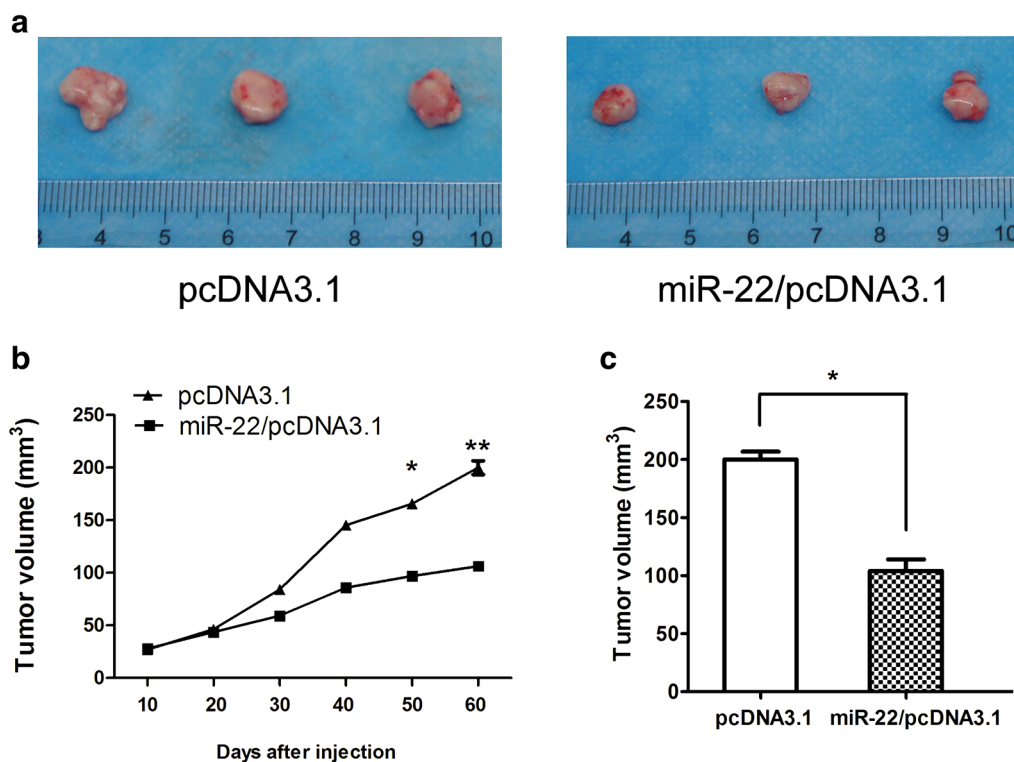 a
3 4 5 6 7 8 9 10
4 5 6 7 8 9 10
pcDNA3.1
miR-22/pcDNA3.1
b
pcDNA3.1
miR-22/pcDNA3.1
Tumor volume (mm³)
250
200
150
100
50
0
*
**
10 20 30 40 50 60
Days after injection
c
*
Tumor volume (mm³)
250
200
150
100
50
0
pcDNA3.1 miR-22/pcDNA3.1